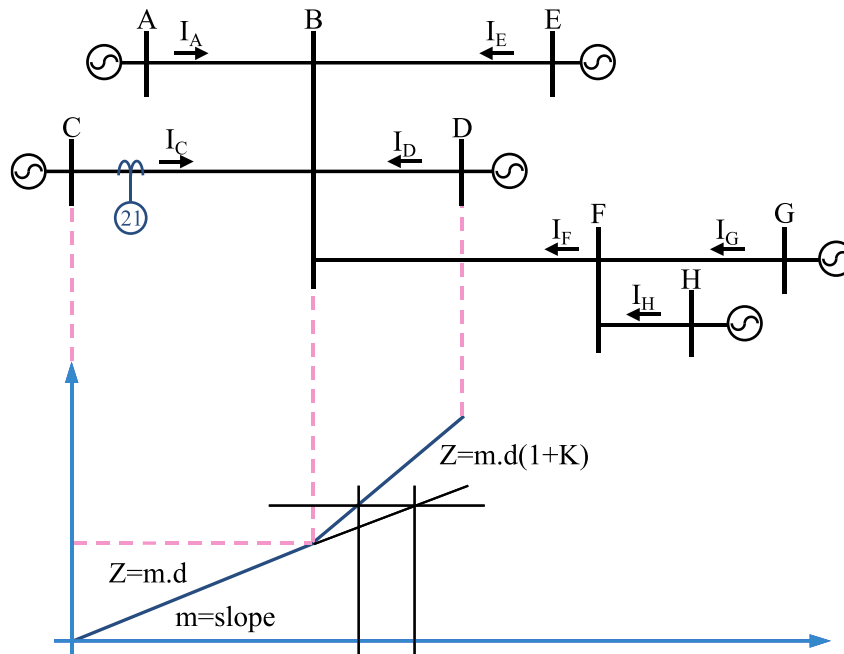 A B E
I_A I_E
C D
I_C I_D
21
F G
I_F I_G
H
I_H
Z=m.d(1+K)
Z=m.d
m=slope